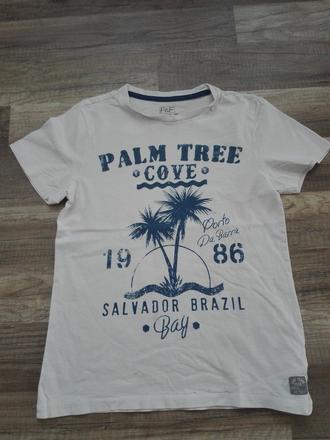 F&F
PALM TREE
• COVE •
Porto
Da Barra
19 86
SALVADOR BRAZIL
• Bay •